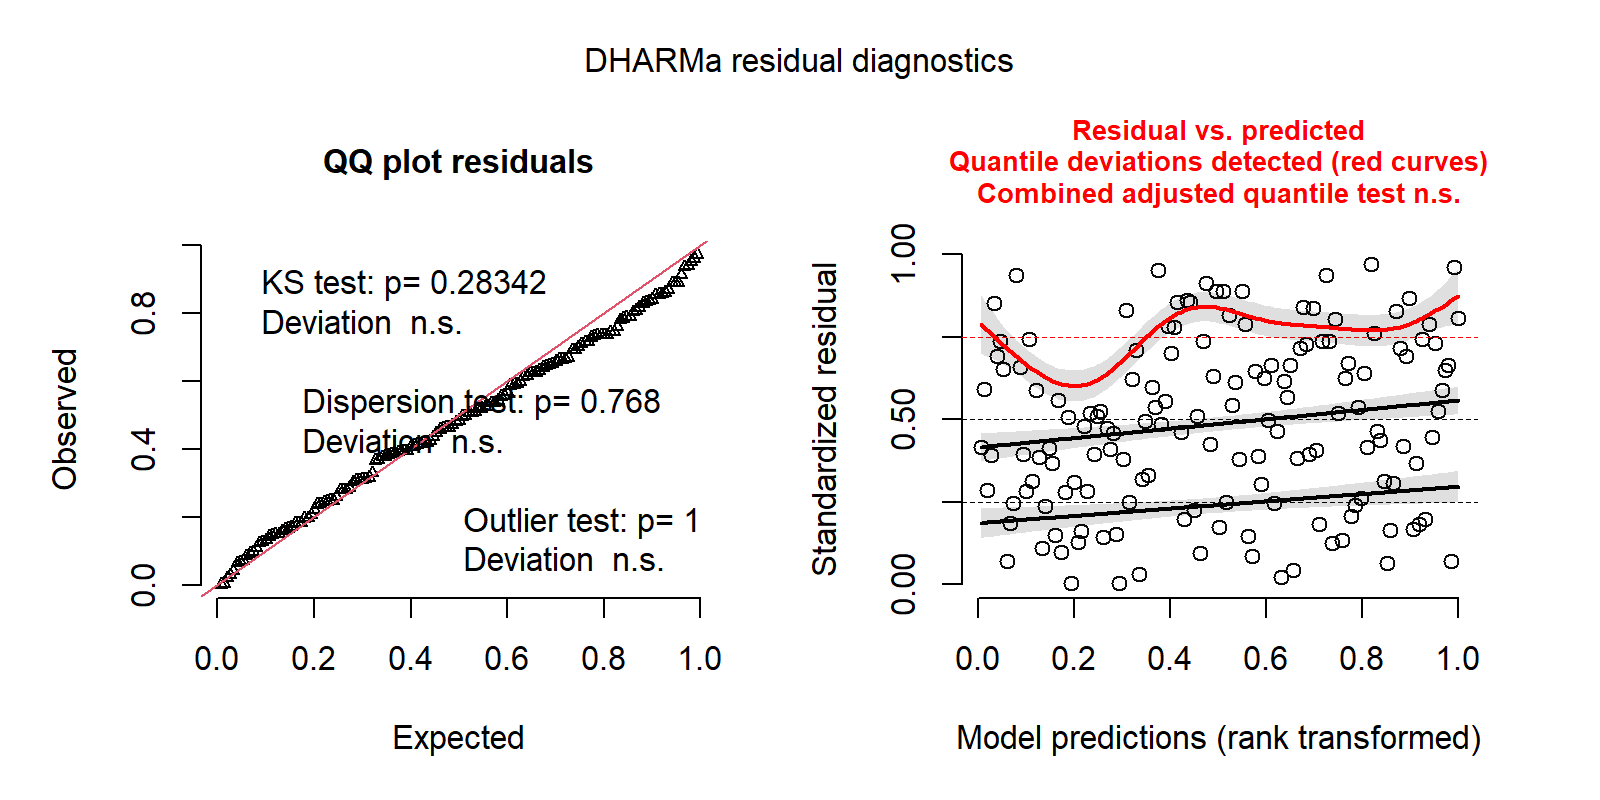 DHARMa residual diagnostics
QQ plot residuals
KS test: p= 0.28342
Deviation n.s.
Dispersion test: p= 0.768
Deviation n.s.
Outlier test: p= 1
Deviation n.s.
Observed
0.0
0.4
0.8
0.0 0.2 0.4 0.6 0.8 1.0
Expected
Residual vs. predicted
Quantile deviations detected (red curves)
Combined adjusted quantile test n.s.
Standardized residual
0.00
0.50
1.00
0.0 0.2 0.4 0.6 0.8 1.0
Model predictions (rank transformed)